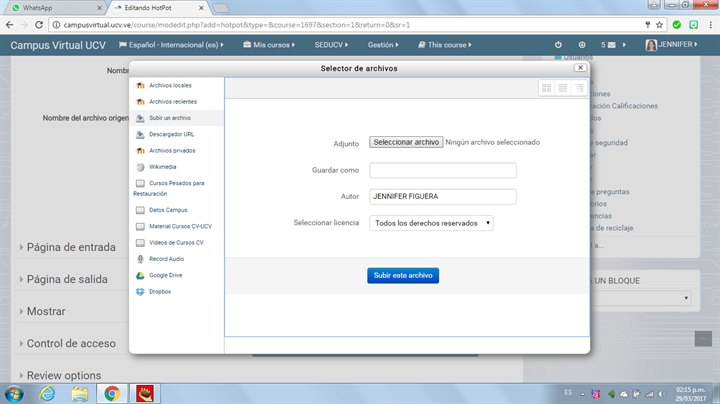 WhatsApp
Editando HotPot
campusvirtual.ucv.ve/course/modedit.php?add=hotpot&type=&course=1697&section=1&return=0&sr=1
Campus Virtual UCV
Español - Internacional (es)
Mis cursos
SEDUCV
Gestión
This course
5
JENNIFER
Selector de archivos
Usuarios
Nombre del archivo origen
Archivos locales
Archivos recientes
Subir un archivo
Descargador URL
Archivos privados
Wikimedia
Cursos Pesados para
Restauración
Datos Campus
Material Cursos CV-UCV
Videos de Cursos CV
Record Audio
Google Drive
Dropbox
Adjunto
Seleccionar archivo
Ningún archivo seleccionado
Guardar como
Autor
JENNIFER FIGUERA
Seleccionar licencia
Todos los derechos reservados
Subir este archivo
Calificaciones
de seguridad
de preguntas
de reciclaje
A UN BLOQUE
Página de entrada
Página de salida
Mostrar
Control de acceso
Review options
ES
02:15 p.m.
29/03/2017